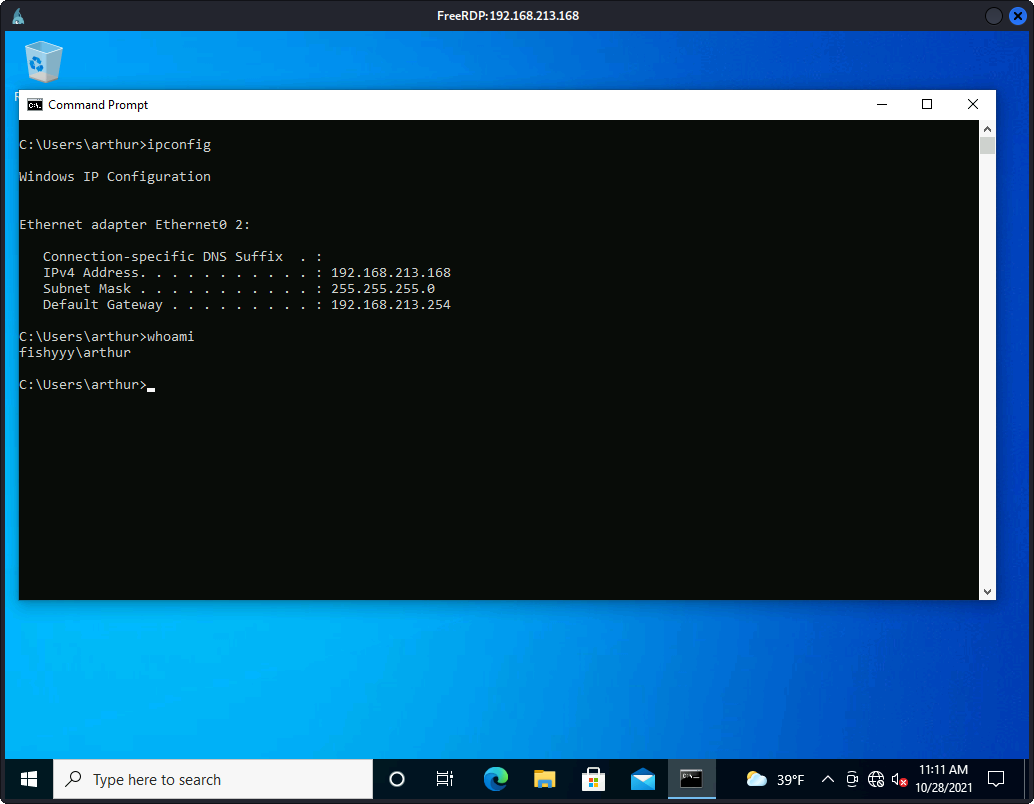 FreeRDP: 192.168.213.168
Command Prompt
C:\Users\arthur>ipconfig
Windows IP Configuration
Ethernet adapter Ethernet0 2:
Connection-specific DNS Suffix  . :
IPv4 Address. . . . . . . . . . . : 192.168.213.168
Subnet Mask . . . . . . . . . . . : 255.255.255.0
Default Gateway . . . . . . . . . : 192.168.213.254
C:\Users\arthur>whoami
fishyyy\arthur
C:\Users\arthur>
Type here to search
39°F
11:11 AM
10/28/2021